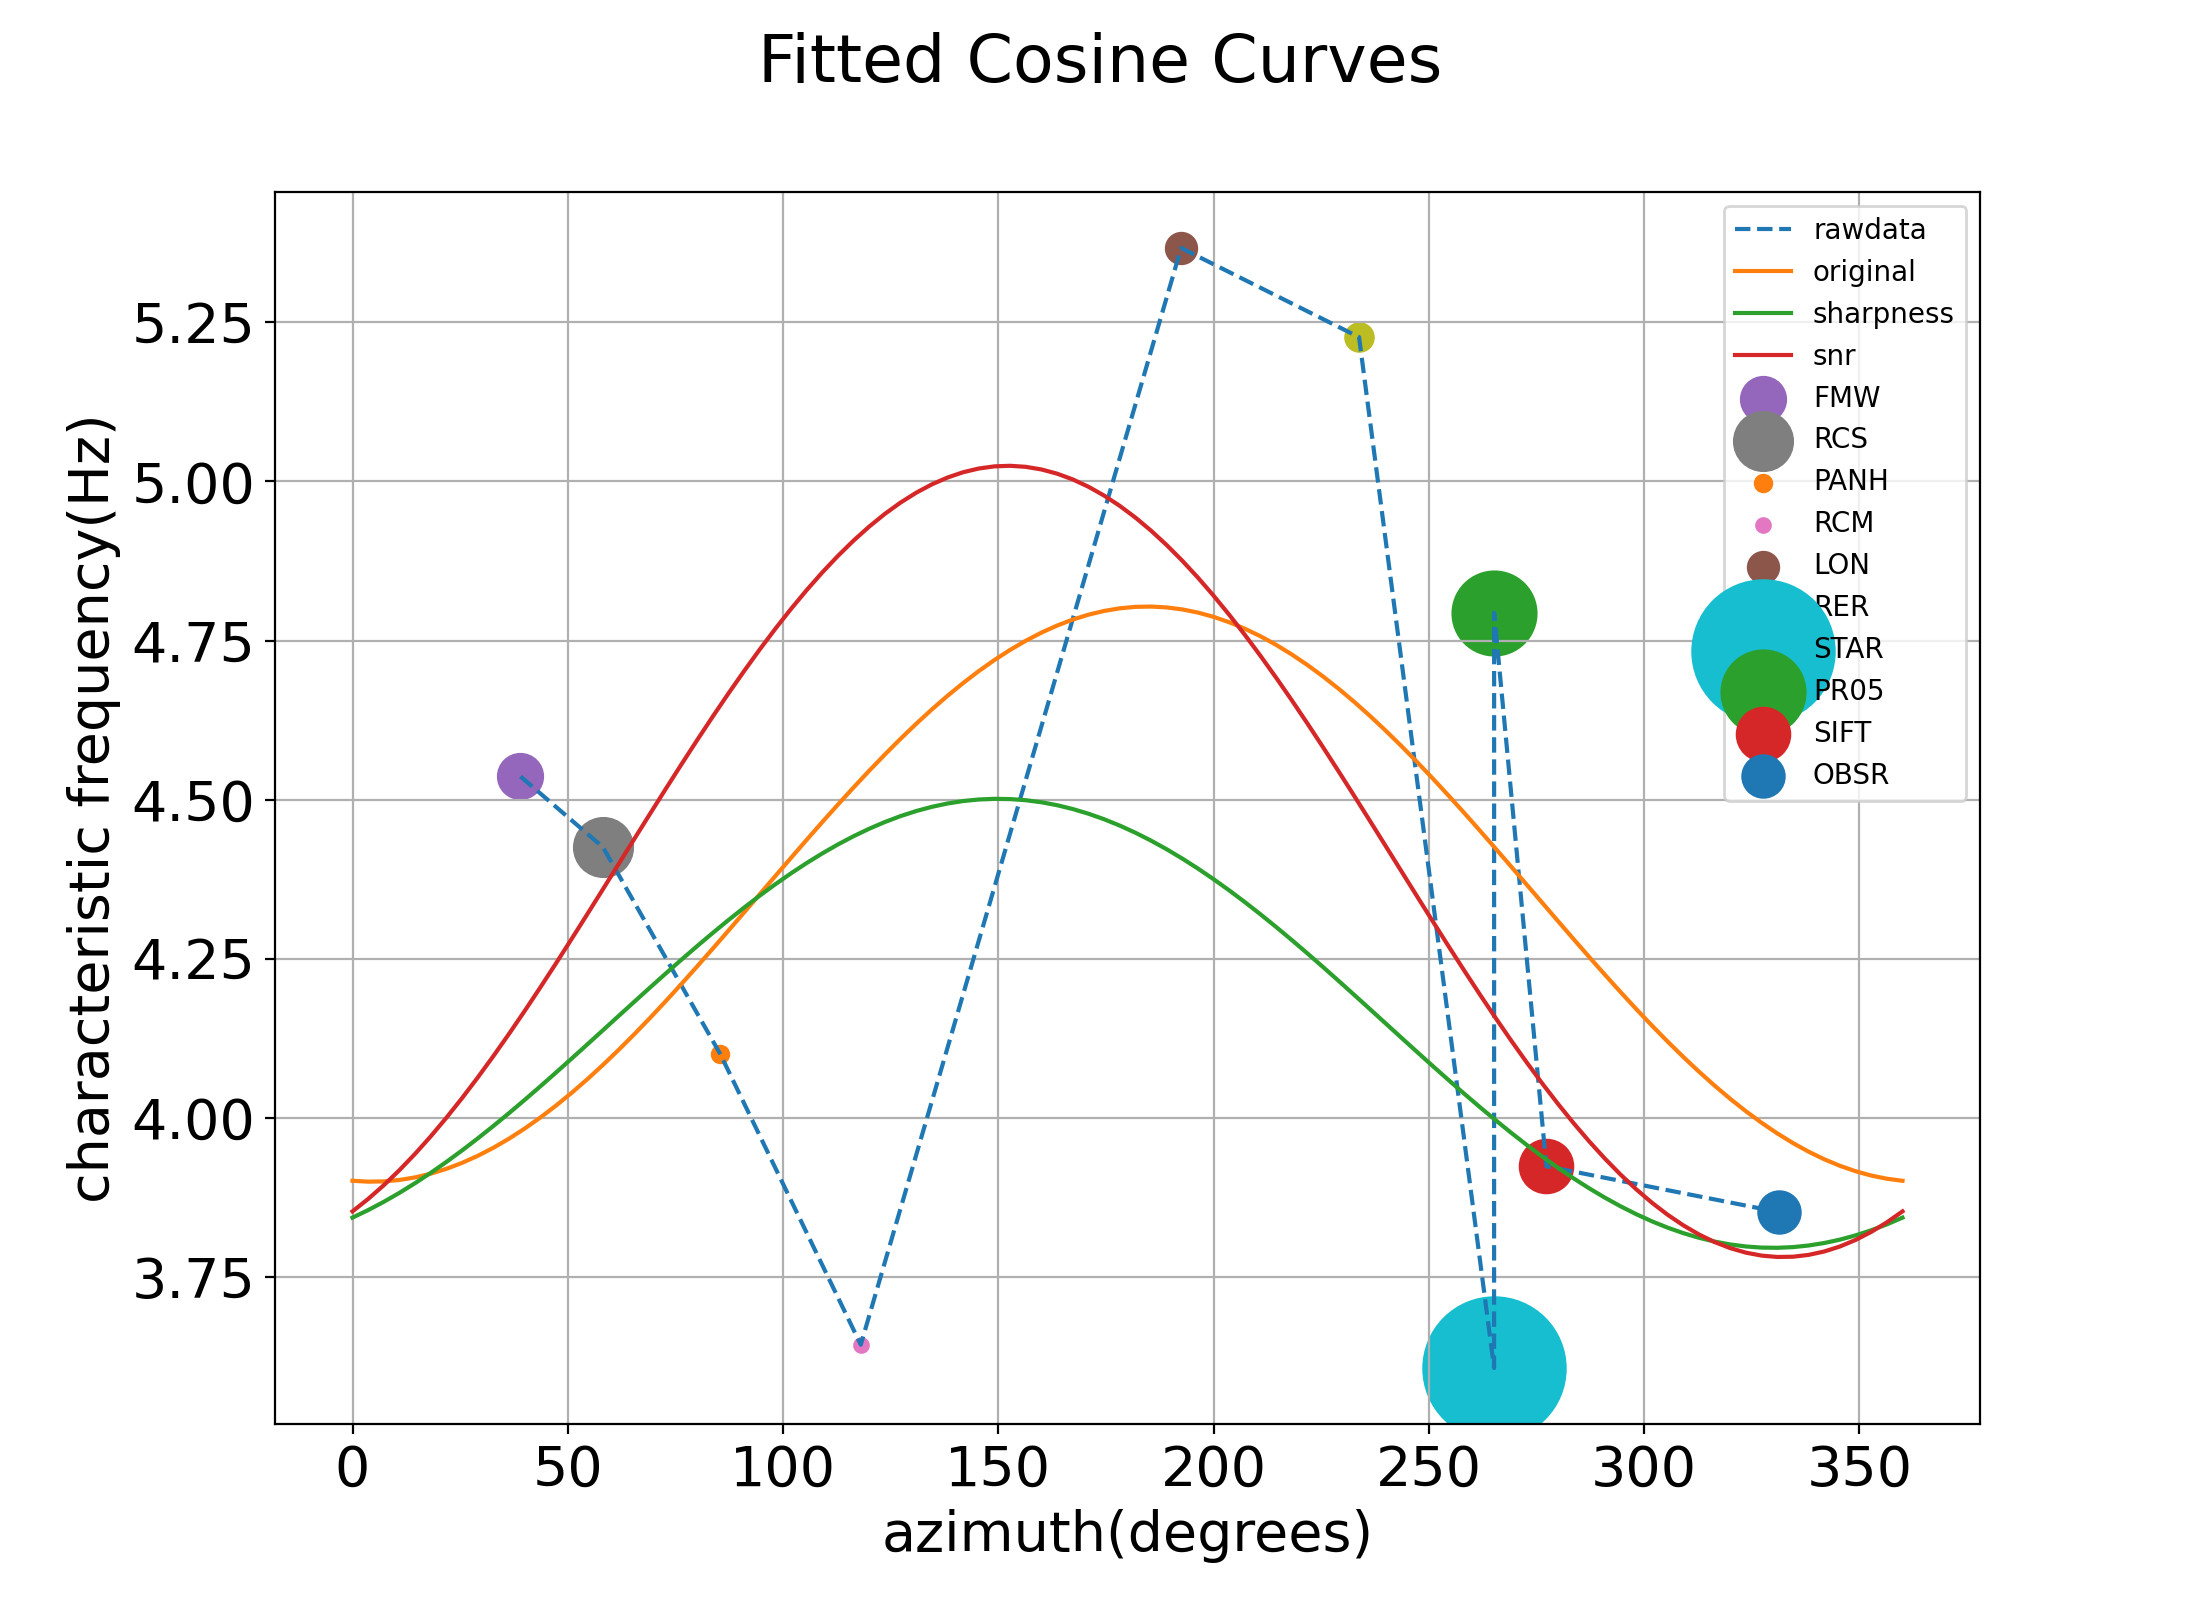 Fitted Cosine Curves
characteristic frequency(Hz)
5.25
5.00
4.75
4.50
4.25
4.00
3.75
rawdata
original
sharpness
snr
FMW
RCS
PANH
RCM
LON
RER
STAR
PR05
SIFT
OBSR
0 50 100 150 200 250 300 350
azimuth(degrees)